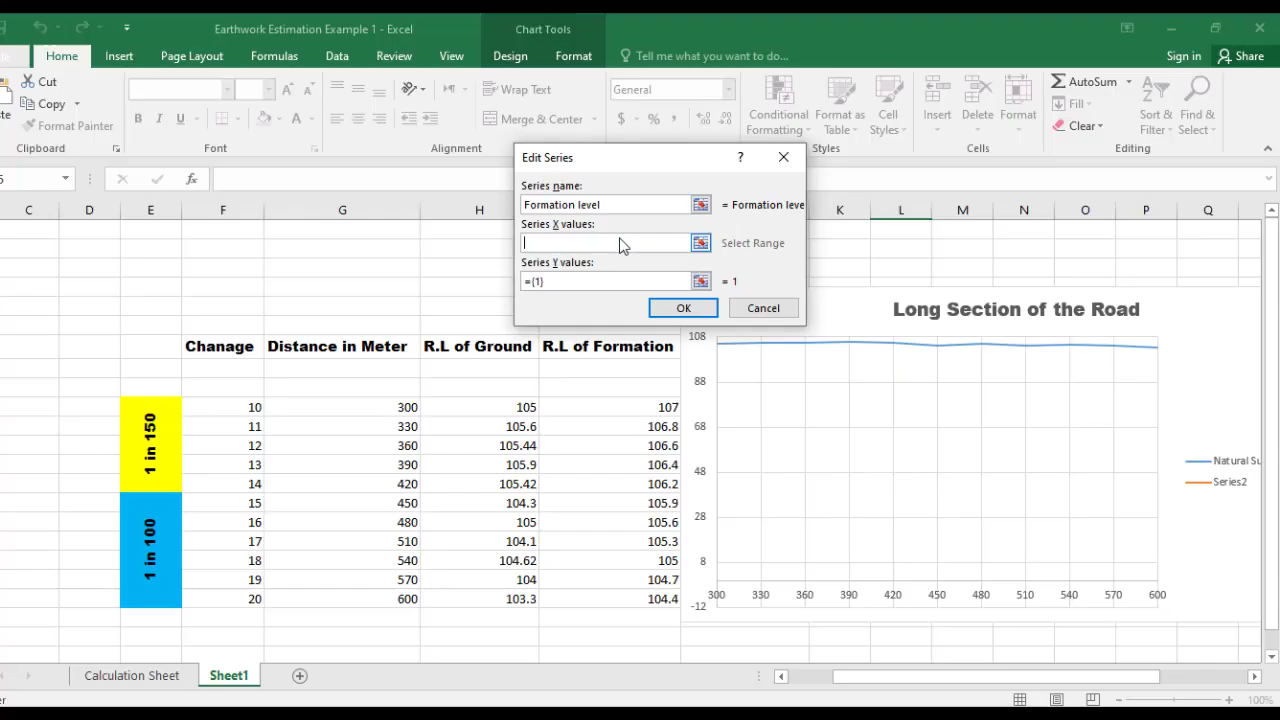 Earthwork Estimation Example 1 - Excel
Chart Tools
Home Insert Page Layout Formulas Data Review View Design Format Tell me what you want to do... Sign in Share
Cut
Copy
Format Painter
B I U
Wrap Text
Merge & Center
General
Conditional Formatting
Format as Table
Cell Styles
Insert
Delete
Format
AutoSum
Fill
Clear
Sort & Filter
Find & Select
Clipboard Font Alignment Styles Cells Editing
fx
C D E F G H K L M N O P Q
Edit Series
?
Series name:
Formation level = Formation leve
Series X values:
Select Range
Series Y values:
={1} = 1
OK Cancel
Chanage Distance in Meter R.L of Ground R.L of Formation
1 in 150
10 300 105 107
11 330 105.6 106.8
12 360 105.44 106.6
13 390 105.9 106.4
14 420 105.42 106.2
1 in 100
15 450 104.3 105.9
16 480 105 105.6
17 510 104.1 105.3
18 540 104.62 105
19 570 104 104.7
20 600 103.3 104.4
Long Section of the Road
108
88
68
48
28
8
-12
300 330 360 390 420 450 480 510 540 570 600
Natural Su
Series2
Calculation Sheet Sheet1
100%